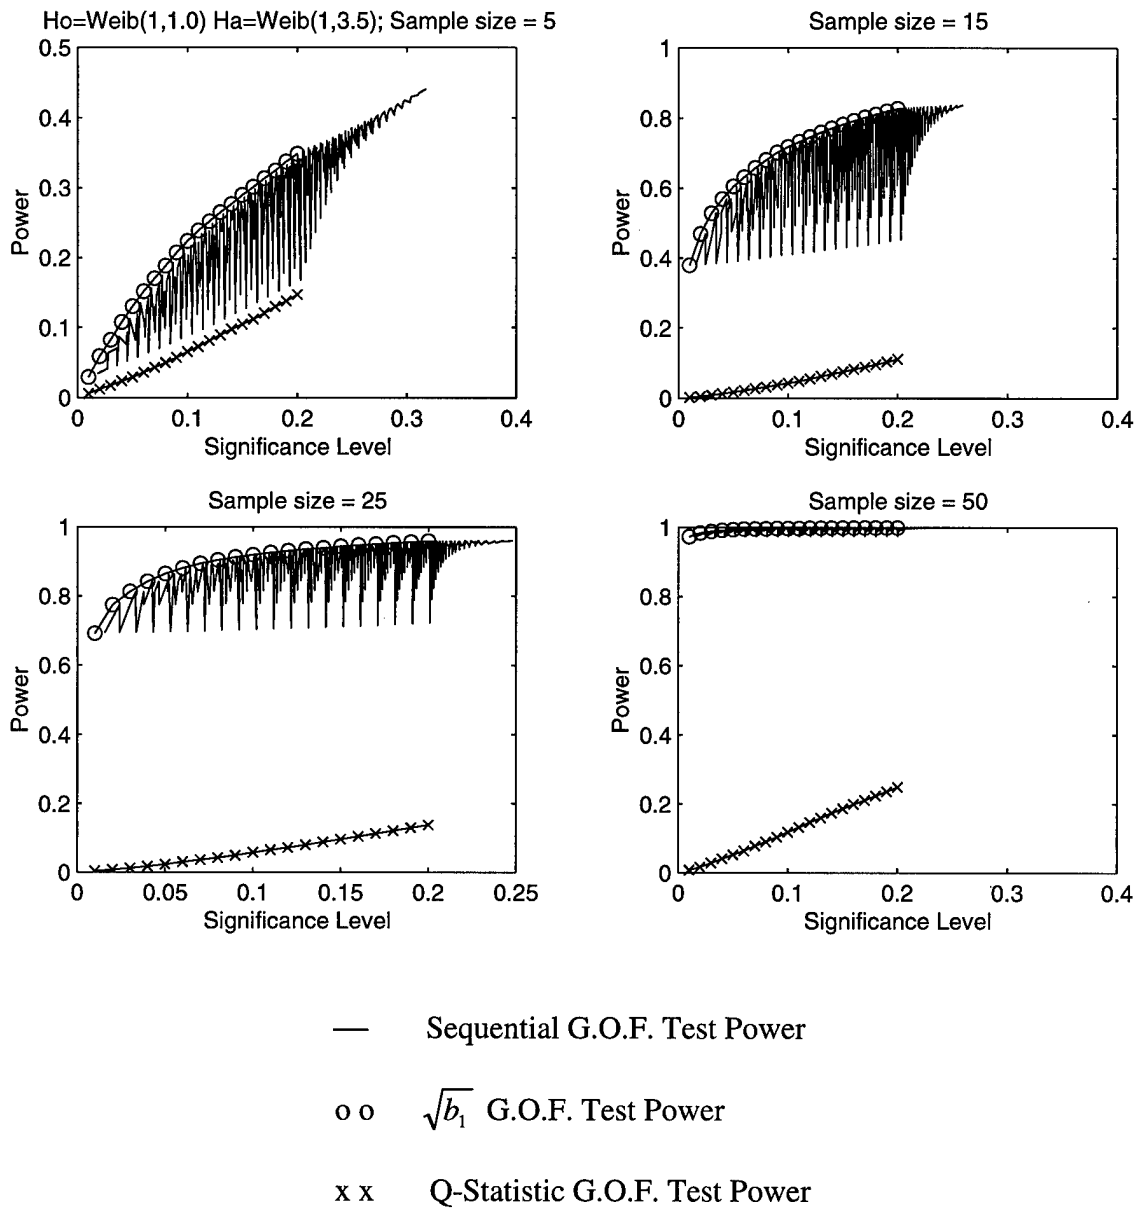 Ho=Weib(1,1.0) Ha=Weib(1,3.5); Sample size = 5
0.5
0.4
0.3
0.2
0.1
0
Power
0 0.1 0.2 0.3 0.4
Significance Level
Sample size = 15
1
0.8
0.6
0.4
0.2
0
Power
0 0.1 0.2 0.3 0.4
Significance Level
Sample size = 25
1
0.8
0.6
0.4
0.2
0
Power
0 0.05 0.1 0.15 0.2 0.25
Significance Level
Sample size = 50
1
0.8
0.6
0.4
0.2
0
Power
0 0.1 0.2 0.3 0.4
Significance Level
— Sequential G.O.F. Test Power
o o √b₁ G.O.F. Test Power
x x Q-Statistic G.O.F. Test Power